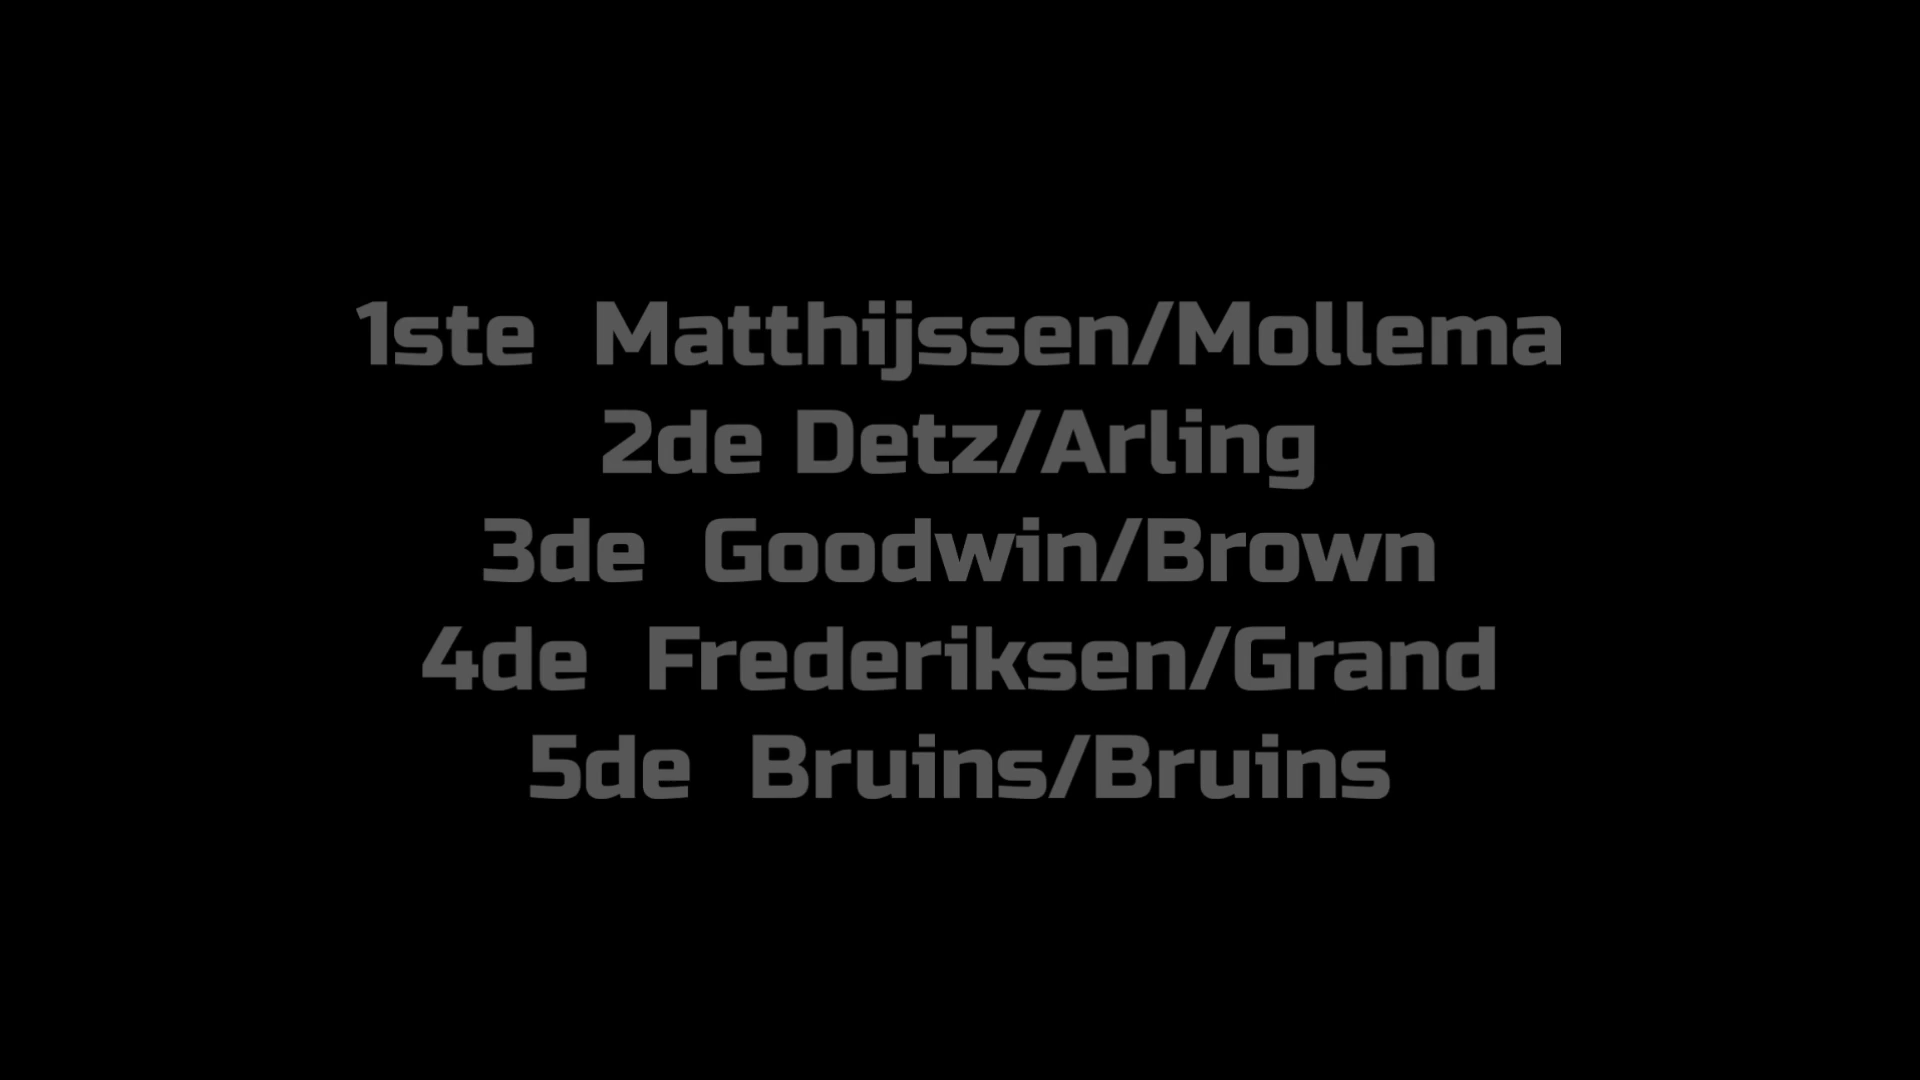 1ste Matthijssen/Mollema
2de Detz/Arling
3de Goodwin/Brown
4de Frederiksen/Grand
5de Bruins/Bruins